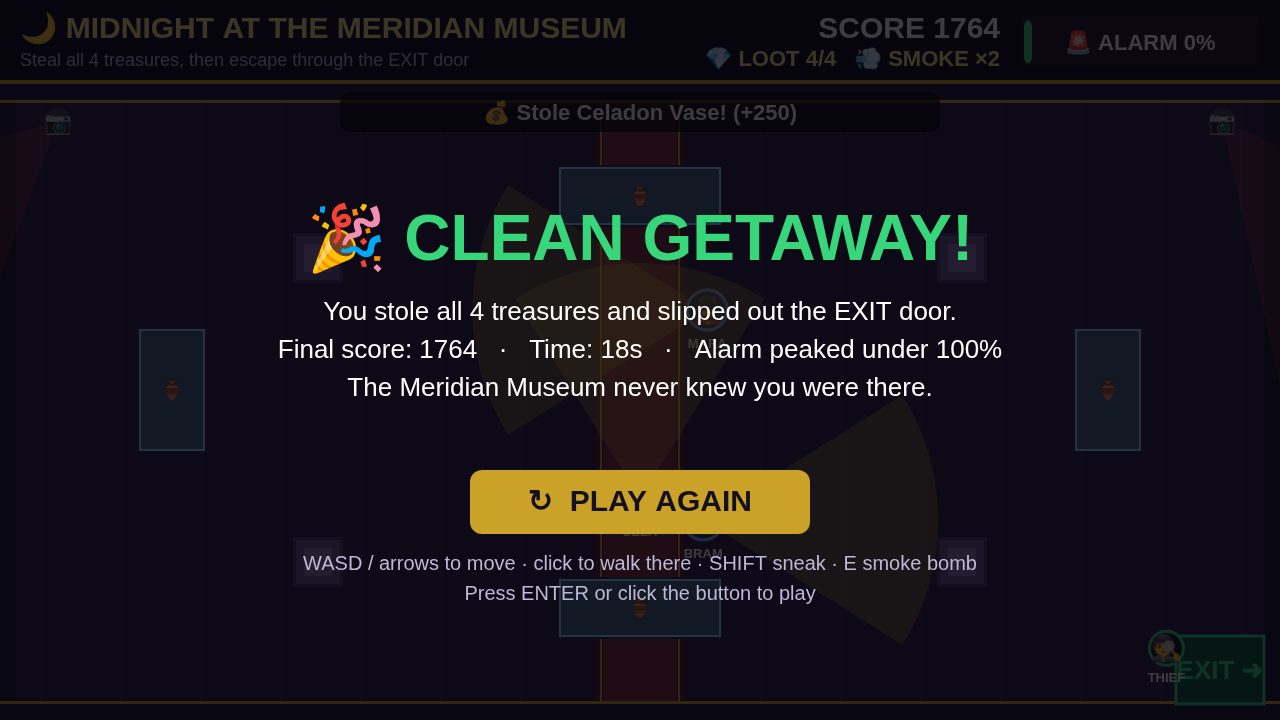 🌙 MIDNIGHT AT THE MERIDIAN MUSEUM
Steal all 4 treasures, then escape through the EXIT door
SCORE 1764
💎 LOOT 4/4 💨 SMOKE ×2
🚨 ALARM 0%
💰 Stole Celadon Vase! (+250)
🎉 CLEAN GETAWAY!
You stole all 4 treasures and slipped out the EXIT door.
Final score: 1764 · Time: 18s · Alarm peaked under 100%
The Meridian Museum never knew you were there.
↻ PLAY AGAIN
BRAM
WASD / arrows to move · click to walk there · SHIFT sneak · E smoke bomb
Press ENTER or click the button to play
THIEF
EXIT ➜